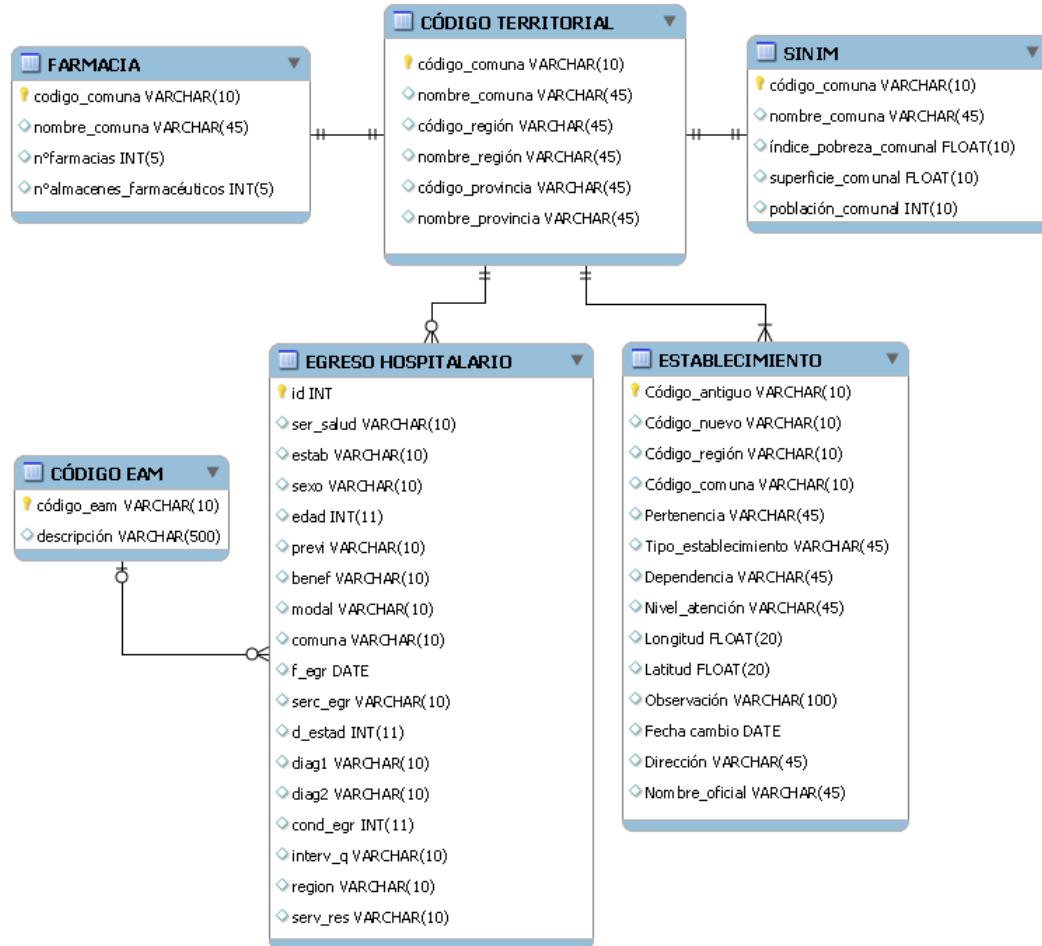 FARMACIA
codigo_comuna VARCHAR(10)
nombre_comuna VARCHAR(45)
nºfarmacias INT(5)
nºalmacenes_farmacéuticos INT(5)
CÓDIGO TERRITORIAL
código_comuna VARCHAR(10)
nombre_comuna VARCHAR(45)
código_región VARCHAR(45)
nombre_región VARCHAR(45)
código_provincia VARCHAR(45)
nombre_provincia VARCHAR(45)
SINIM
código_comuna VARCHAR(10)
nombre_comuna VARCHAR(45)
índice_pobreza_comunal FLOAT(10)
superficie_comunal FLOAT(10)
población_comunal INT(10)
CÓDIGO EAM
código_eam VARCHAR(10)
descripción VARCHAR(500)
EGRESO HOSPITALARIO
id INT
ser_salud VARCHAR(10)
estab VARCHAR(10)
sexo VARCHAR(10)
edad INT(11)
previ VARCHAR(10)
benef VARCHAR(10)
modal VARCHAR(10)
comuna VARCHAR(10)
f_egr DATE
serc_egr VARCHAR(10)
d_estad INT(11)
diag1 VARCHAR(10)
diag2 VARCHAR(10)
cond_egr INT(11)
interv_q VARCHAR(10)
region VARCHAR(10)
serv_res VARCHAR(10)
ESTABLECIMIENTO
Código_antiguo VARCHAR(10)
Código_nuevo VARCHAR(10)
Código_región VARCHAR(10)
Código_comuna VARCHAR(10)
Pertenencia VARCHAR(45)
Tipo_establecimiento VARCHAR(45)
Dependencia VARCHAR(45)
Nivel_atención VARCHAR(45)
Longitud FLOAT(20)
Latitud FLOAT(20)
Observación VARCHAR(100)
Fecha cambio DATE
Dirección VARCHAR(45)
Nombre_oficial VARCHAR(45)